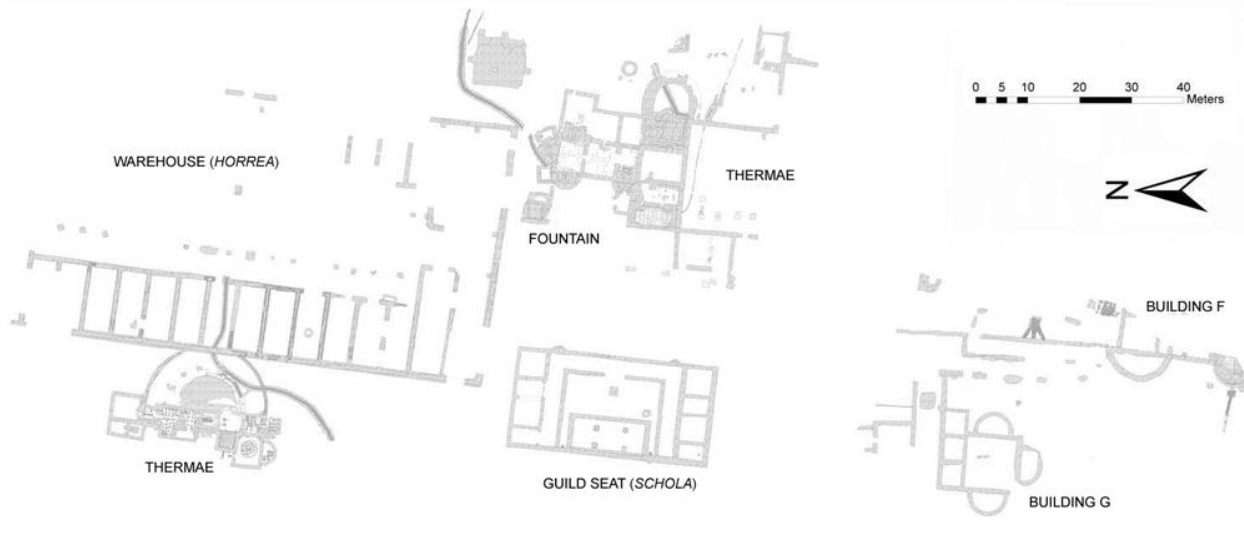 0 5 10 20 30 40
Meters
WAREHOUSE (HORREA)
THERMAE
N
FOUNTAIN
BUILDING F
THERMAE
GUILD SEAT (SCHOLA)
BUILDING G